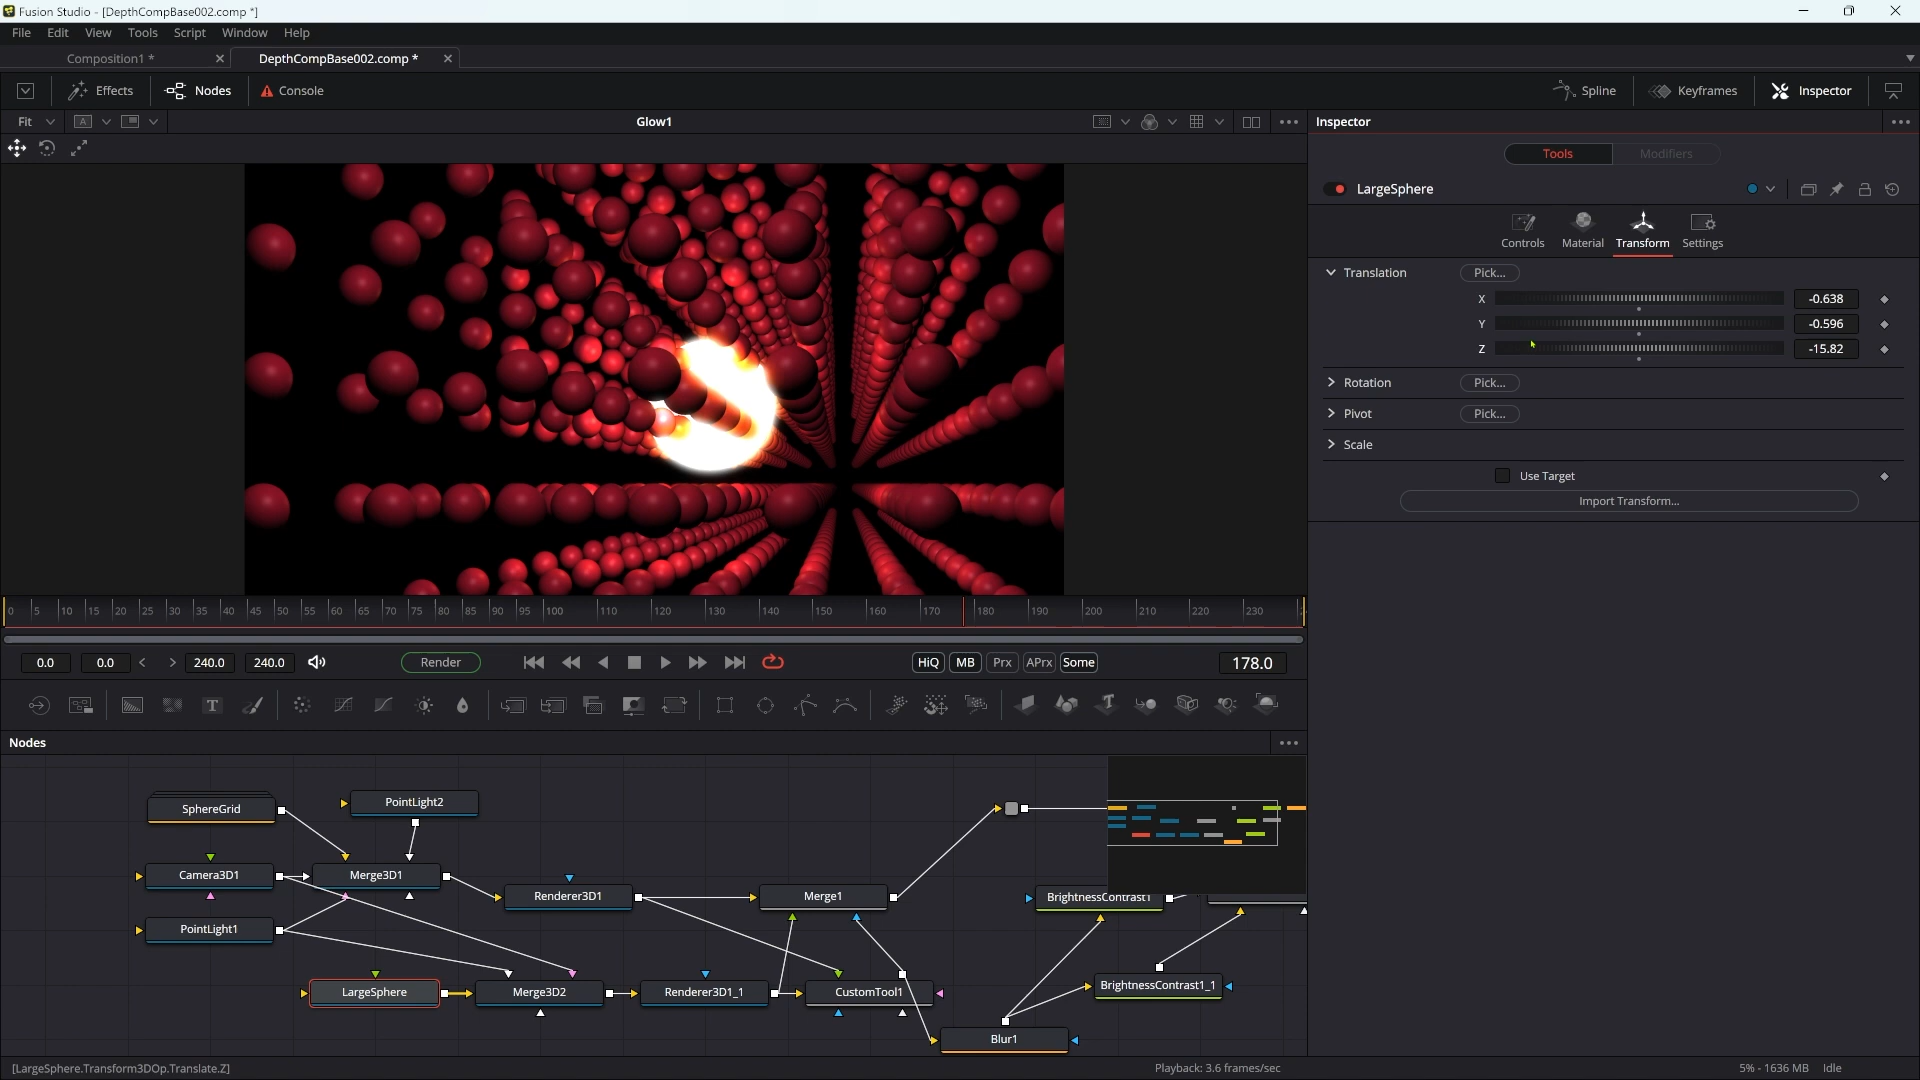 Fusion Studio - [DepthCompBase002.comp *]
File Edit View Tools Script Window Help
Composition1 * DepthCompBase002.comp *
Effects Nodes Console Spline Keyframes Inspector
Fit A Glow1 Inspector
Tools Modifiers
LargeSphere
Controls Material Transform Settings
Translation Pick...
X -0.638
Y -0.596
Z -15.82
Rotation Pick...
Pivot Pick...
Scale
Use Target
Import Transform...
0 5 10 15 20 25 30 35 40 45 50 55 60 65 70 75 80 85 90 95 100 110 120 130 140 150 160 170 180 190 200 210 220 230
0.0 0.0 240.0 240.0 Render HiQ MB Prx APrx Some 178.0
T T
Nodes
SphereGrid PointLight2
Camera3D1 Merge3D1 Renderer3D1 Merge1 BrightnessContrast1
PointLight1
LargeSphere Merge3D2 Renderer3D1_1 CustomTool1 BrightnessContrast1_1
Blur1
[LargeSphere.Transform3DOp.Translate.Z] Playback: 3.6 frames/sec 5% - 1636 MB Idle